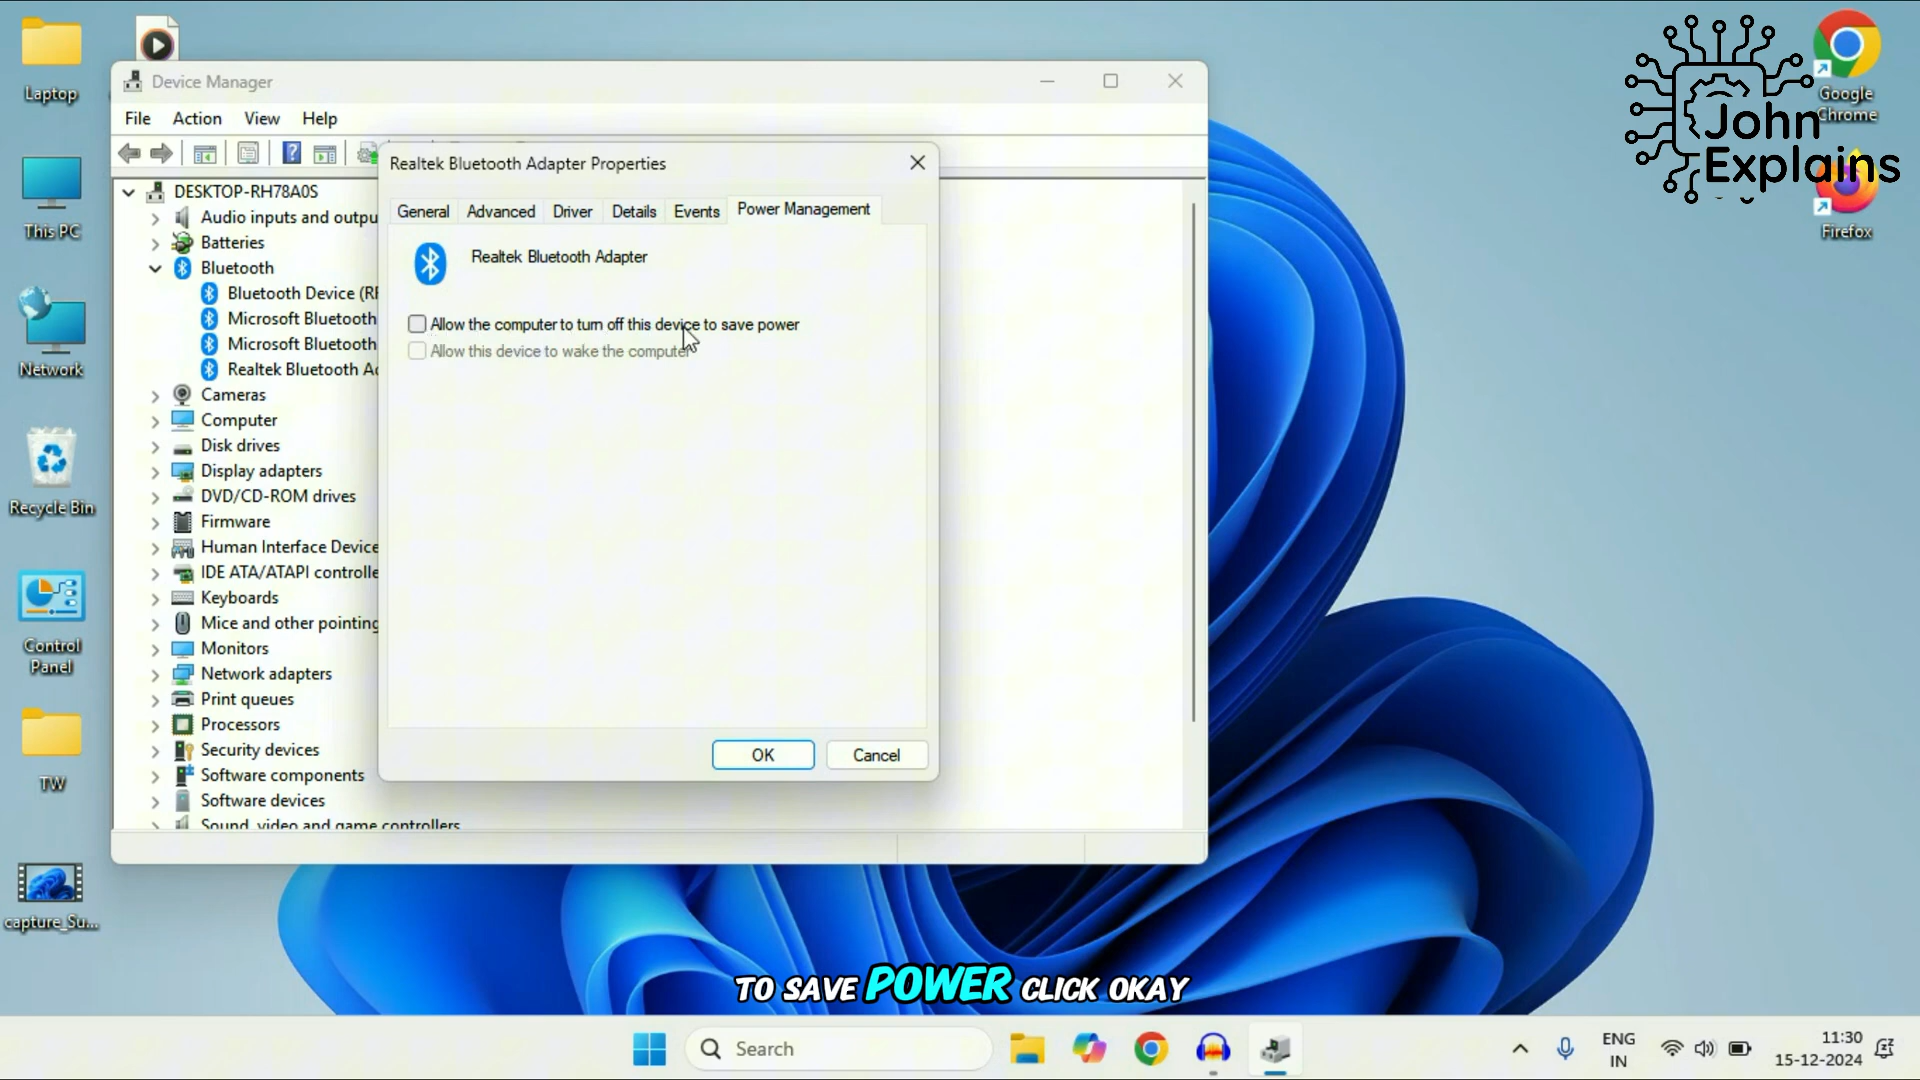 Laptop
This PC
Network
Recycle Bin
Control
Panel
TW
capture_Su...
Device Manager
File Action View Help
DESKTOP-RH78A0S
Audio inputs and outpu
Batteries
Bluetooth
Bluetooth Device (RF
Microsoft Bluetooth
Microsoft Bluetooth
Realtek Bluetooth Ad
Cameras
Computer
Disk drives
Display adapters
DVD/CD-ROM drives
Firmware
Human Interface Device
IDE ATA/ATAPI controlle
Keyboards
Mice and other pointing
Monitors
Network adapters
Print queues
Processors
Security devices
Software components
Software devices
Sound, video and game controllers
Realtek Bluetooth Adapter Properties
General Advanced Driver Details Events Power Management
Realtek Bluetooth Adapter
Allow the computer to turn off this device to save power
Allow this device to wake the computer
OK Cancel
Google
Chrome
John
Explains
Firefox
TO SAVE POWER CLICK OKAY
Search
ENG
IN
11:30
15-12-2024